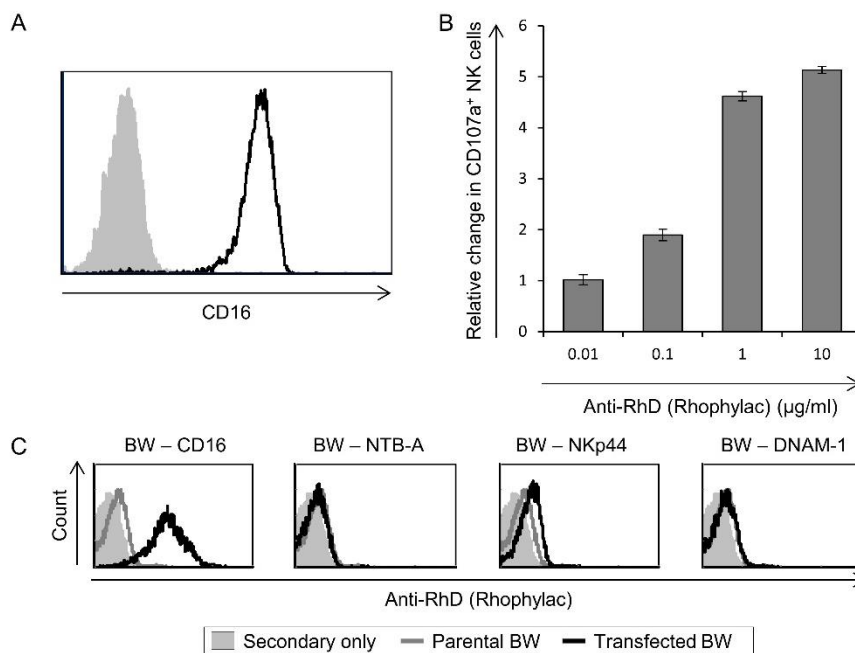 A
CD16
B
Relative change in CD107a⁺ NK cells
6
5
4
3
2
1
0
0.01 0.1 1 10
Anti-RhD (Rhophylac) (µg/ml)
C
BW – CD16 BW – NTB-A BW – NKp44 BW – DNAM-1
Count
Anti-RhD (Rhophylac)
Secondary only Parental BW Transfected BW